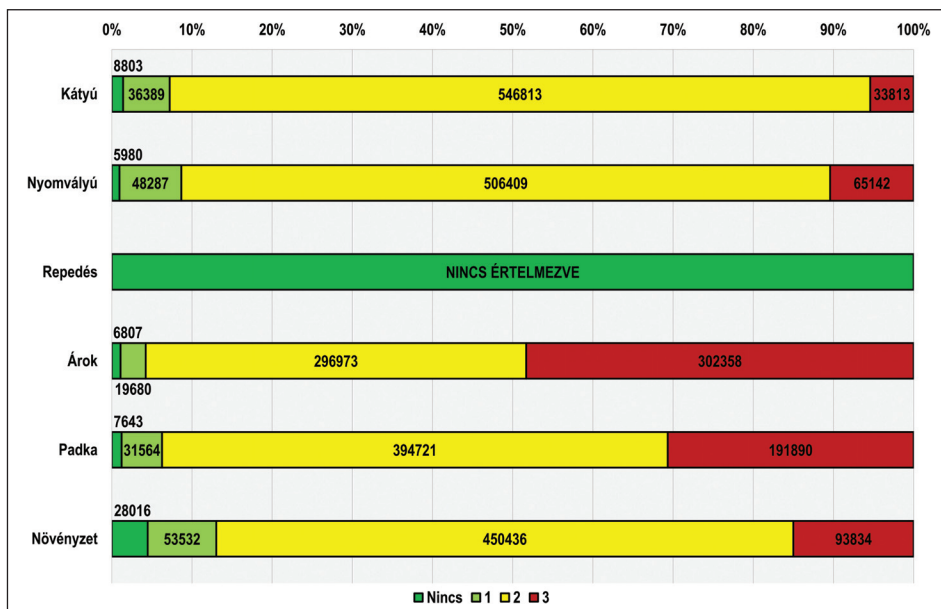 0% 10% 20% 30% 40% 50% 60% 70% 80% 90% 100%
8803
Kátyú 36389 546813 33813
5980
Nyomvályú 48287 506409 65142
Repedés NINCS ÉRTELMEZVE
6807
Árok 296973 302358
19680
7643
Padka 31564 394721 191890
28016
Növényzet 53532 450436 93834
Nincs 1 2 3